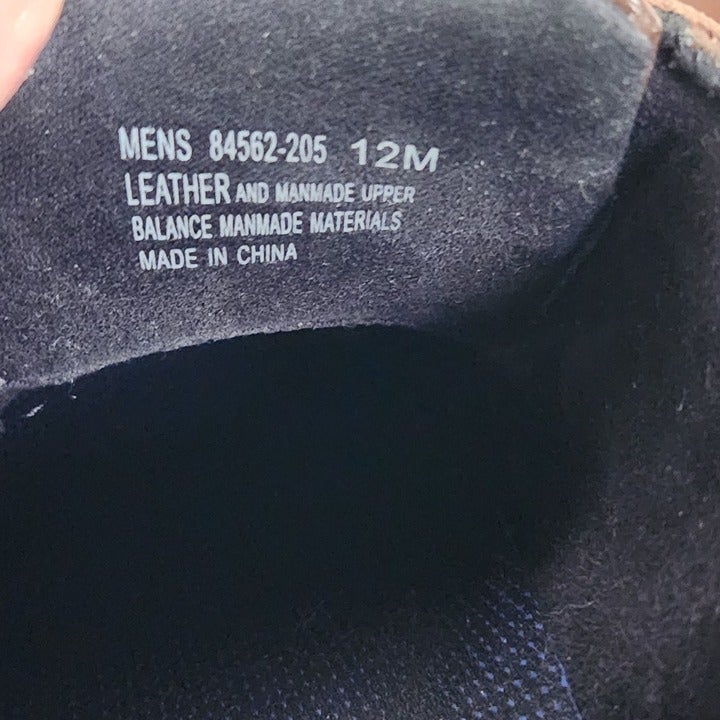 MENS 84562-205 12M
LEATHER AND MANMADE UPPER
BALANCE MANMADE MATERIALS
MADE IN CHINA